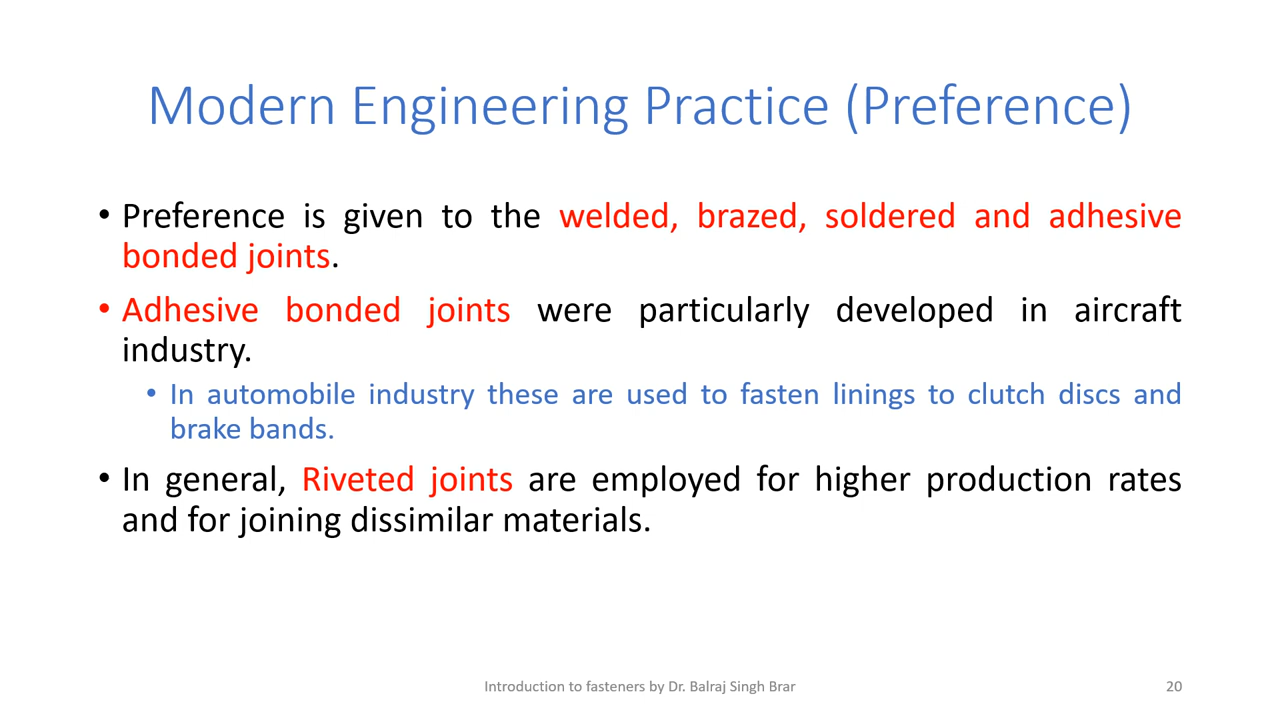 Modern Engineering Practice (Preference)
• Preference is given to the welded, brazed, soldered and adhesive
bonded joints.
• Adhesive bonded joints were particularly developed in aircraft
industry.
• In automobile industry these are used to fasten linings to clutch discs and
brake bands.
• In general, Riveted joints are employed for higher production rates
and for joining dissimilar materials.
Introduction to fasteners by Dr. Balraj Singh Brar
20